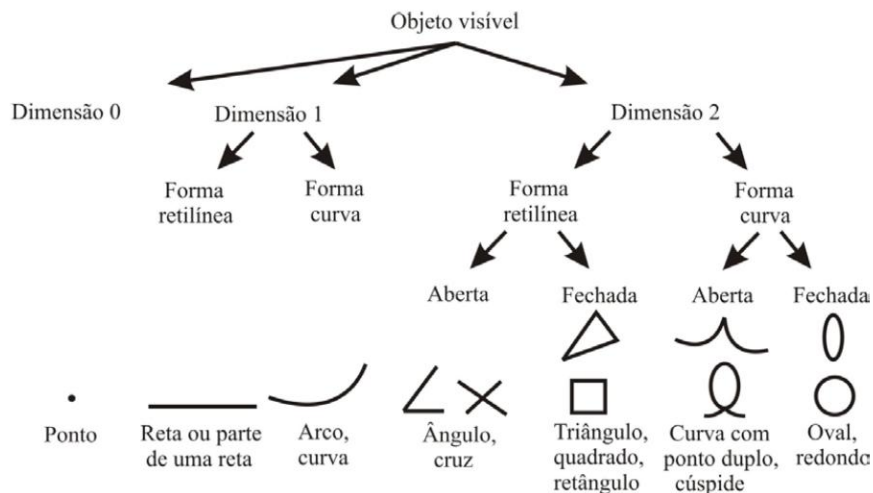 Objeto visível
Dimensão 0
Dimensão 1
Dimensão 2
Forma
retilínea
Forma
curva
Forma
retilínea
Forma
curva
Aberta
Fechada
Aberta
Fechada
Ponto
Reta ou parte
de uma reta
Arco,
curva
Ângulo,
cruz
Triângulo,
quadrado,
retângulo
Curva com
ponto duplo,
cúspide
Oval,
redondo